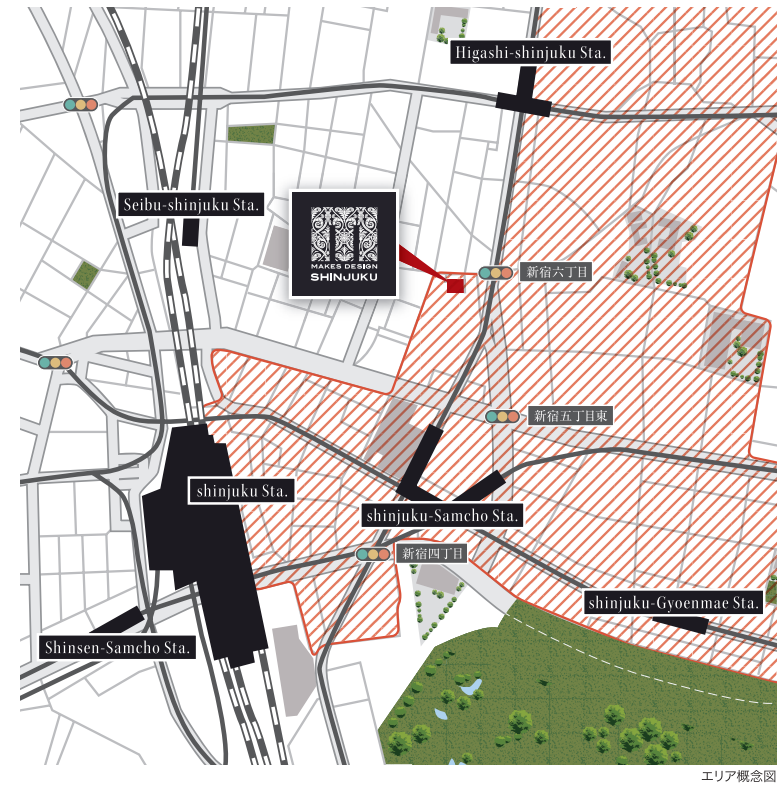 Higashi-shinjuku Sta.
Seibu-shinjuku Sta.
MAKES DESIGN
SHINJUKU
新宿六丁目
新宿五丁目東
shinjuku Sta.
shinjuku-Samcho Sta.
新宿四丁目
shinjuku-Gyoenmae Sta.
Shinsen-Samcho Sta.
エリア概念図